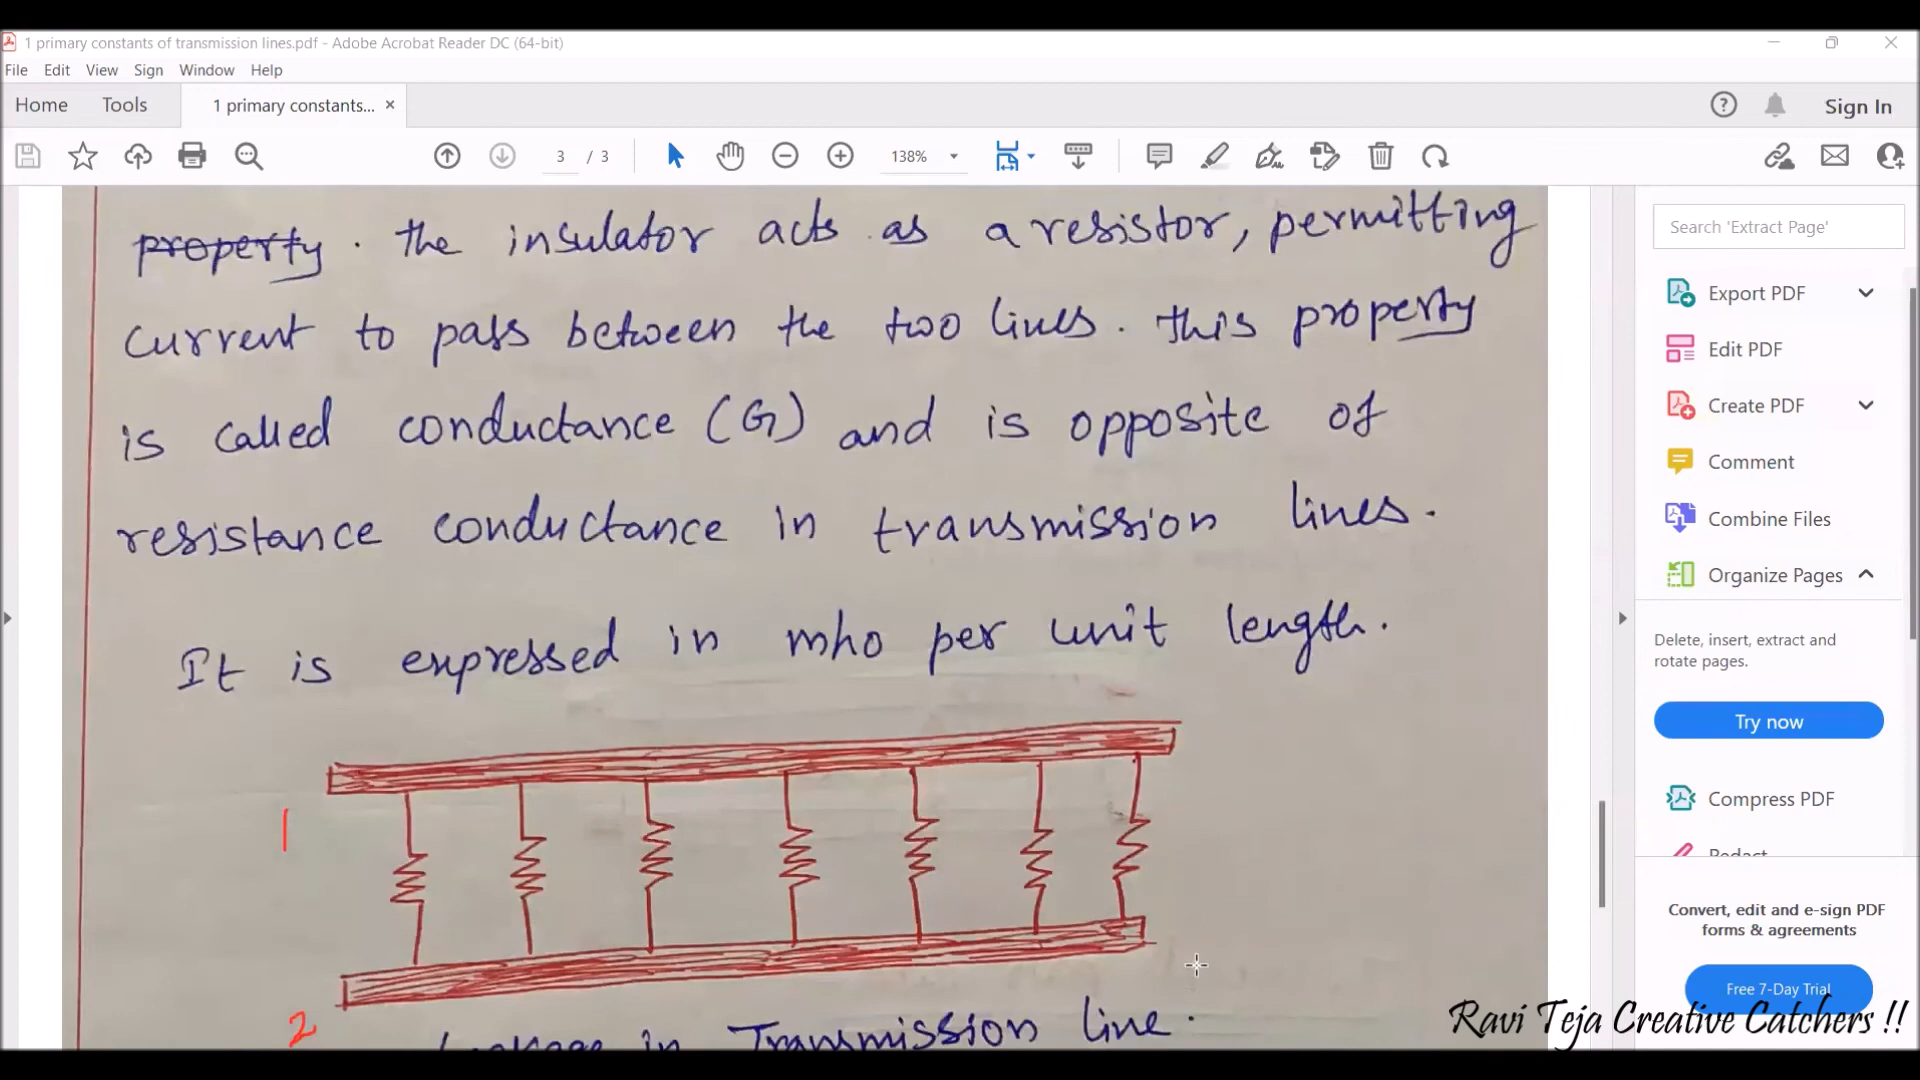 1 primary constants of transmission lines.pdf - Adobe Acrobat Reader DC (64-bit)
File Edit View Sign Window Help
Home Tools 1 primary constants... × Sign In
3 / 3 138%
property. the insulator acts as a resistor, permitting
current to pass between the two lines. this property
is called conductance (G) and is opposite of
resistance conductance in transmission lines.
It is expressed in mho per unit length.
1
2
in Transmission line.
Search 'Extract Page'
Export PDF
Edit PDF
Create PDF
Comment
Combine Files
Organize Pages
Delete, insert, extract and
rotate pages.
Try now
Compress PDF
Redact
Convert, edit and e-sign PDF
forms & agreements
Free 7-Day Trial
Ravi Teja Creative Catchers !!